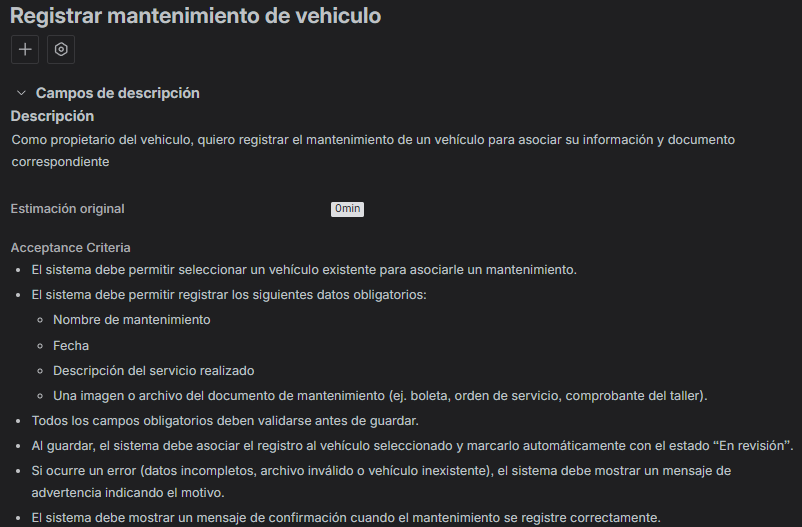 Registrar mantenimiento de vehiculo
Campos de descripción
Descripción
Como propietario del vehiculo, quiero registrar el mantenimiento de un vehículo para asociar su información y documento
correspondiente
Estimación original 0min
Acceptance Criteria
• El sistema debe permitir seleccionar un vehículo existente para asociarle un mantenimiento.
• El sistema debe permitir registrar los siguientes datos obligatorios:
○ Nombre de mantenimiento
○ Fecha
○ Descripción del servicio realizado
○ Una imagen o archivo del documento de mantenimiento (ej. boleta, orden de servicio, comprobante del taller).
• Todos los campos obligatorios deben validarse antes de guardar.
• Al guardar, el sistema debe asociar el registro al vehículo seleccionado y marcarlo automáticamente con el estado “En revisión”.
• Si ocurre un error (datos incompletos, archivo inválido o vehículo inexistente), el sistema debe mostrar un mensaje de
advertencia indicando el motivo.
• El sistema debe mostrar un mensaje de confirmación cuando el mantenimiento se registre correctamente.